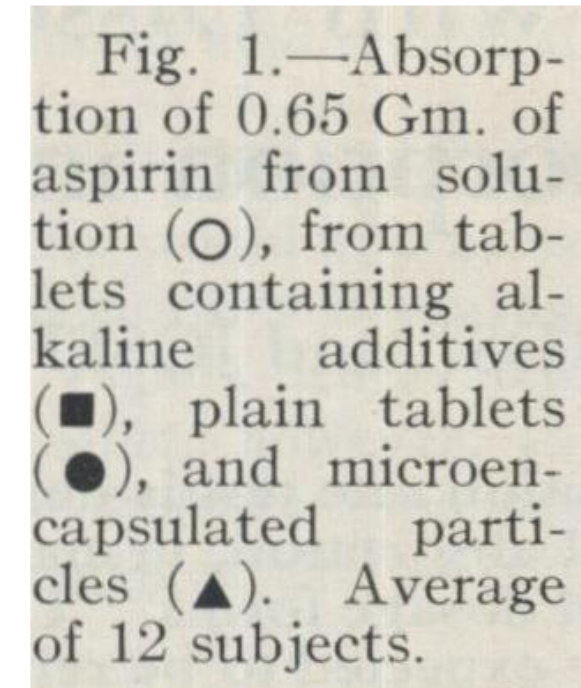 Fig. 1.—Absorp-
tion of 0.65 Gm. of
aspirin from solu-
tion (○), from tab-
lets containing al-
kaline additives
(■), plain tablets
(●), and microen-
capsulated parti-
cles (▲). Average
of 12 subjects.